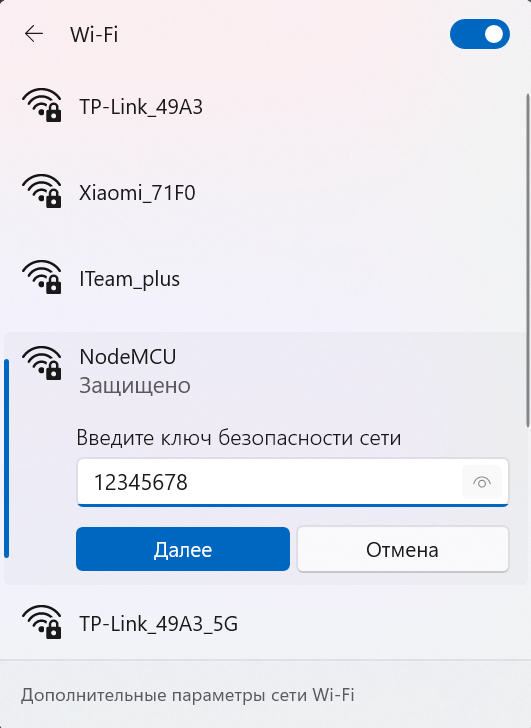 Wi-Fi
TP-Link_49A3
Xiaomi_71F0
ITeam_plus
NodeMCU
Защищено
Введите ключ безопасности сети
12345678
Далее
Отмена
TP-Link_49A3_5G
Дополнительные параметры сети Wi-Fi